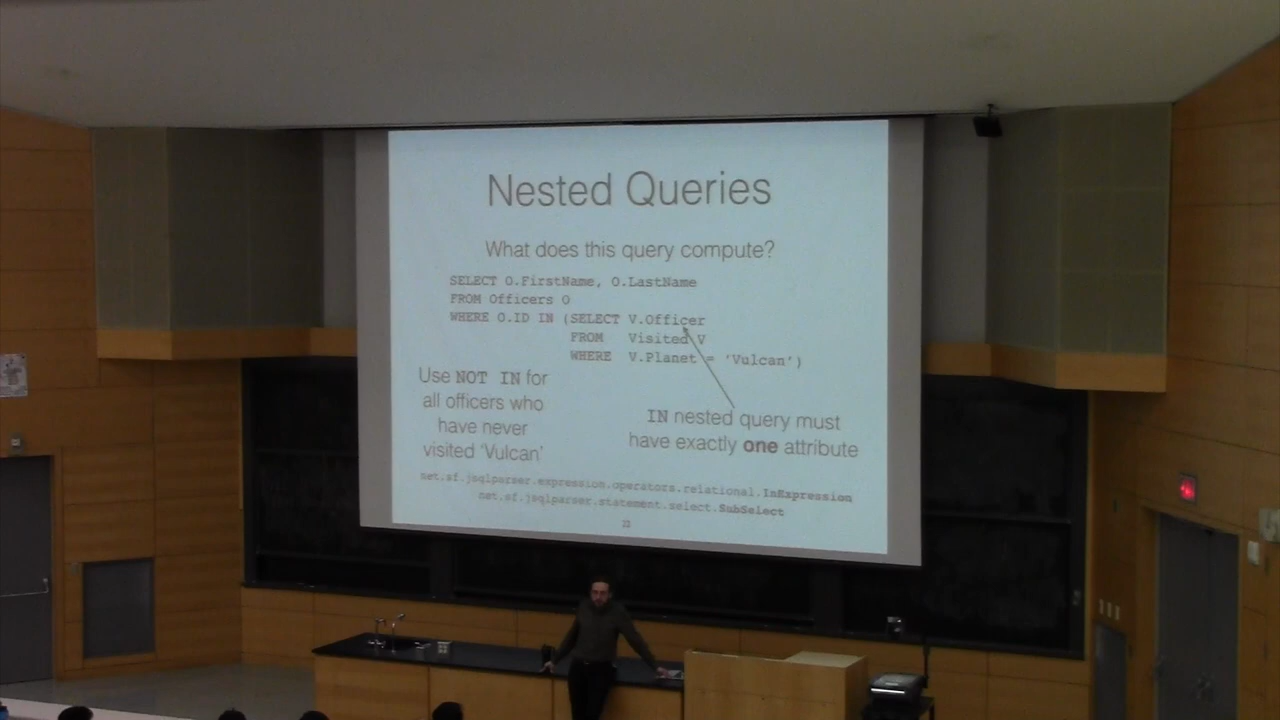 Nested Queries
What does this query compute?
SELECT O.FirstName, O.LastName
FROM Officers O
WHERE O.ID IN (SELECT V.Officer
FROM Visited V
WHERE V.Planet = 'Vulcan')
Use NOT IN for
all officers who
have never
visited 'Vulcan'
IN nested query must
have exactly one attribute
net.sf.jsqlparser.expression.operators.relational.InExpression
net.sf.jsqlparser.statement.select.SubSelect